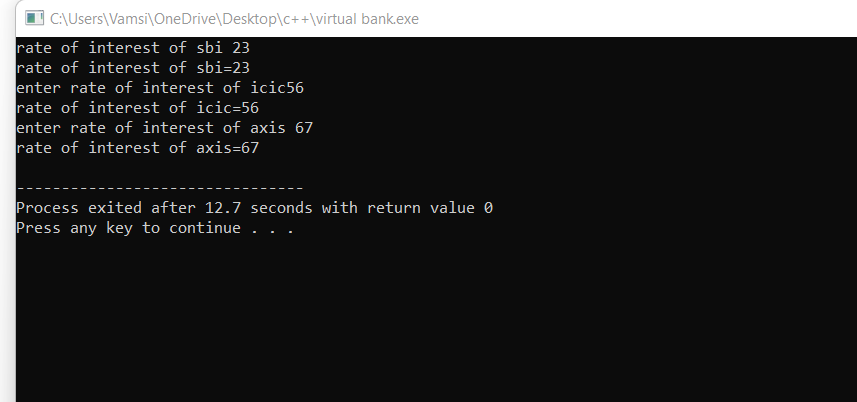 C:\Users\Vamsi\OneDrive\Desktop\c++\virtual bank.exe
rate of interest of sbi 23
rate of interest of sbi=23
enter rate of interest of icic56
rate of interest of icic=56
enter rate of interest of axis 67
rate of interest of axis=67
--------------------------------
Process exited after 12.7 seconds with return value 0
Press any key to continue . . .